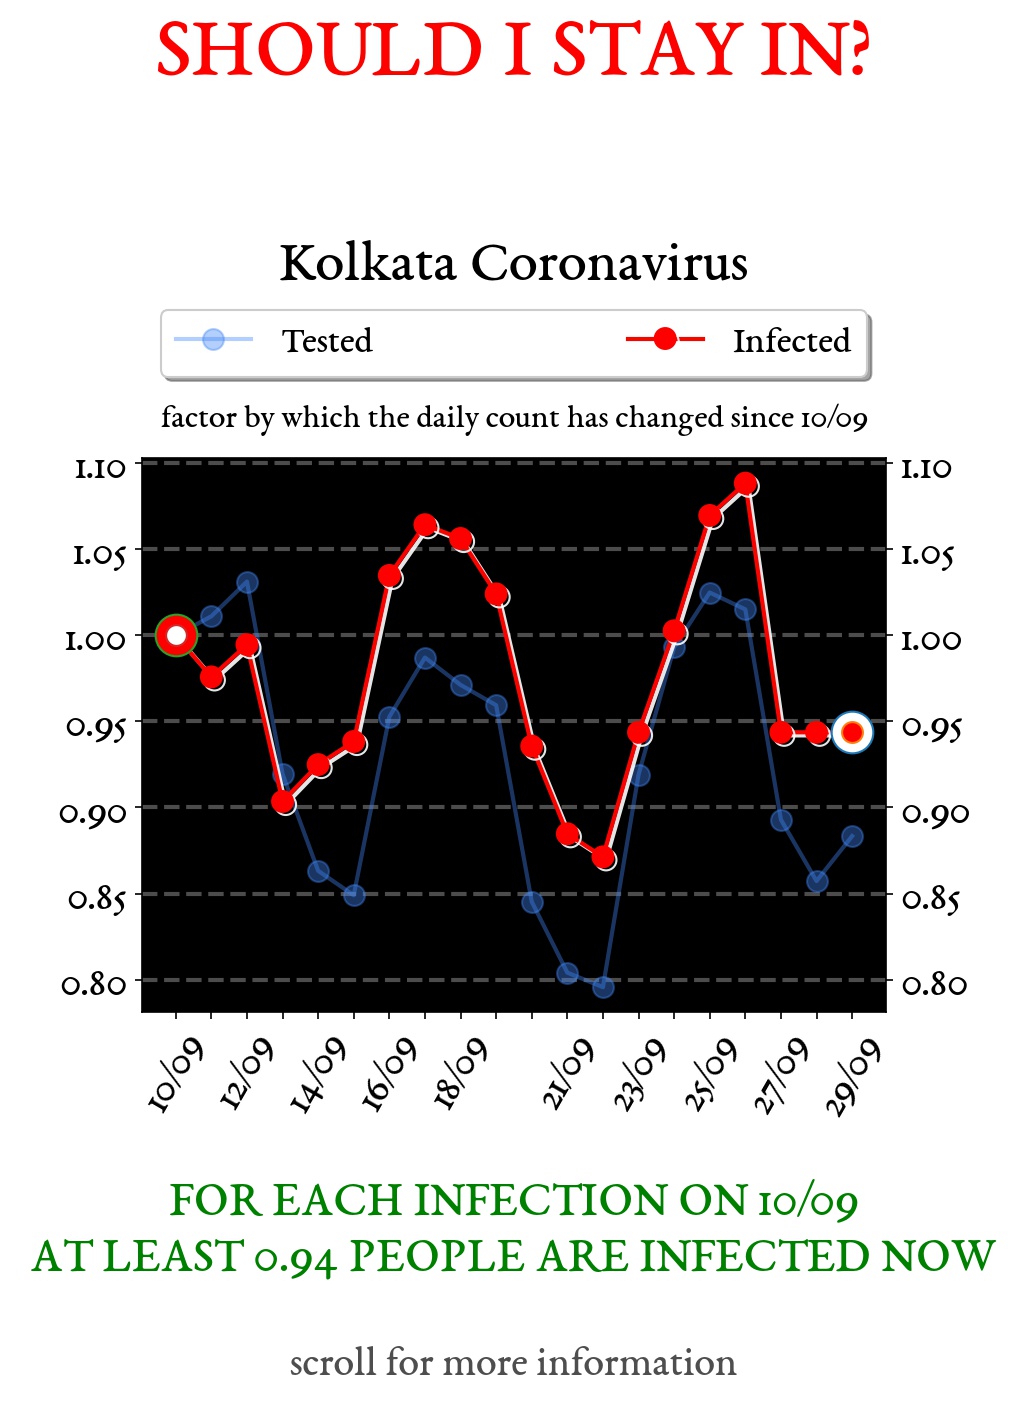 SHOULD I STAY IN?
Kolkata Coronavirus
Tested Infected
factor by which the daily count has changed since 10/09
1.10 1.10
1.05 1.05
1.00 1.00
0.95 0.95
0.90 0.90
0.85 0.85
0.80 0.80
10/09 12/09 14/09 16/09 18/09 21/09 23/09 25/09 27/09 29/09
FOR EACH INFECTION ON 10/09
AT LEAST 0.94 PEOPLE ARE INFECTED NOW
scroll for more information